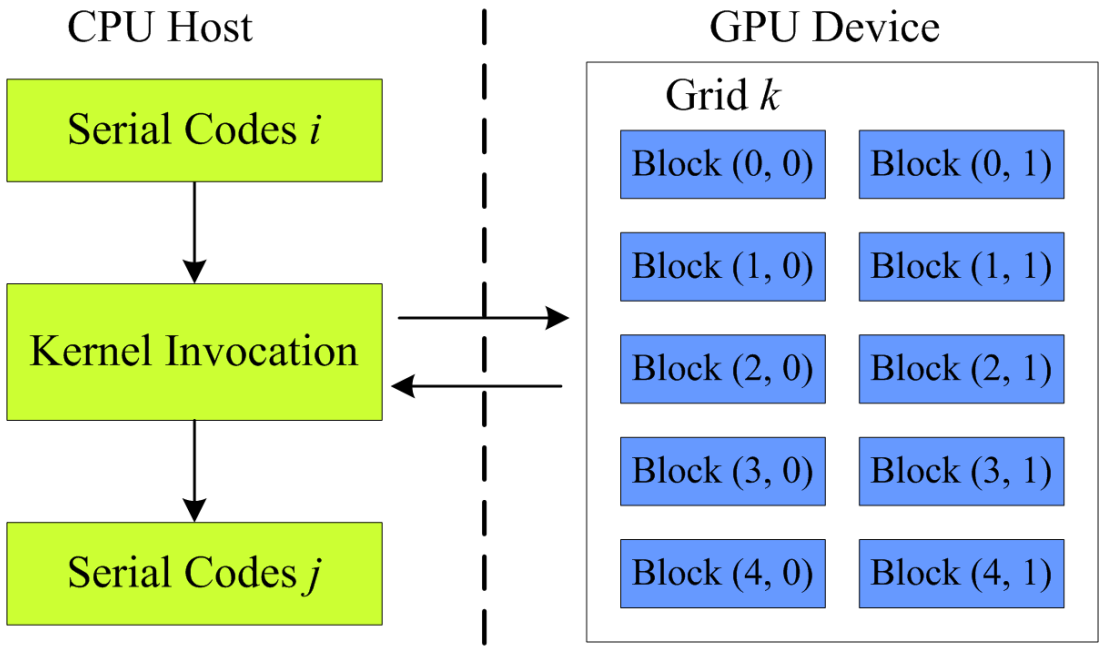 CPU Host
GPU Device
Serial Codes i
Kernel Invocation
Serial Codes j
Grid k
Block (0, 0)
Block (0, 1)
Block (1, 0)
Block (1, 1)
Block (2, 0)
Block (2, 1)
Block (3, 0)
Block (3, 1)
Block (4, 0)
Block (4, 1)